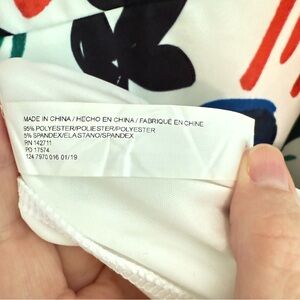 MADE IN CHINA / HECHO EN CHINA / FABRIQUÉ EN CHINE
95% POLYESTER/POLIÉSTER/POLYESTER
5% SPANDEX/ELASTANO/SPANDEX
RN 142711
PO 17574
124 7970 016 01/19